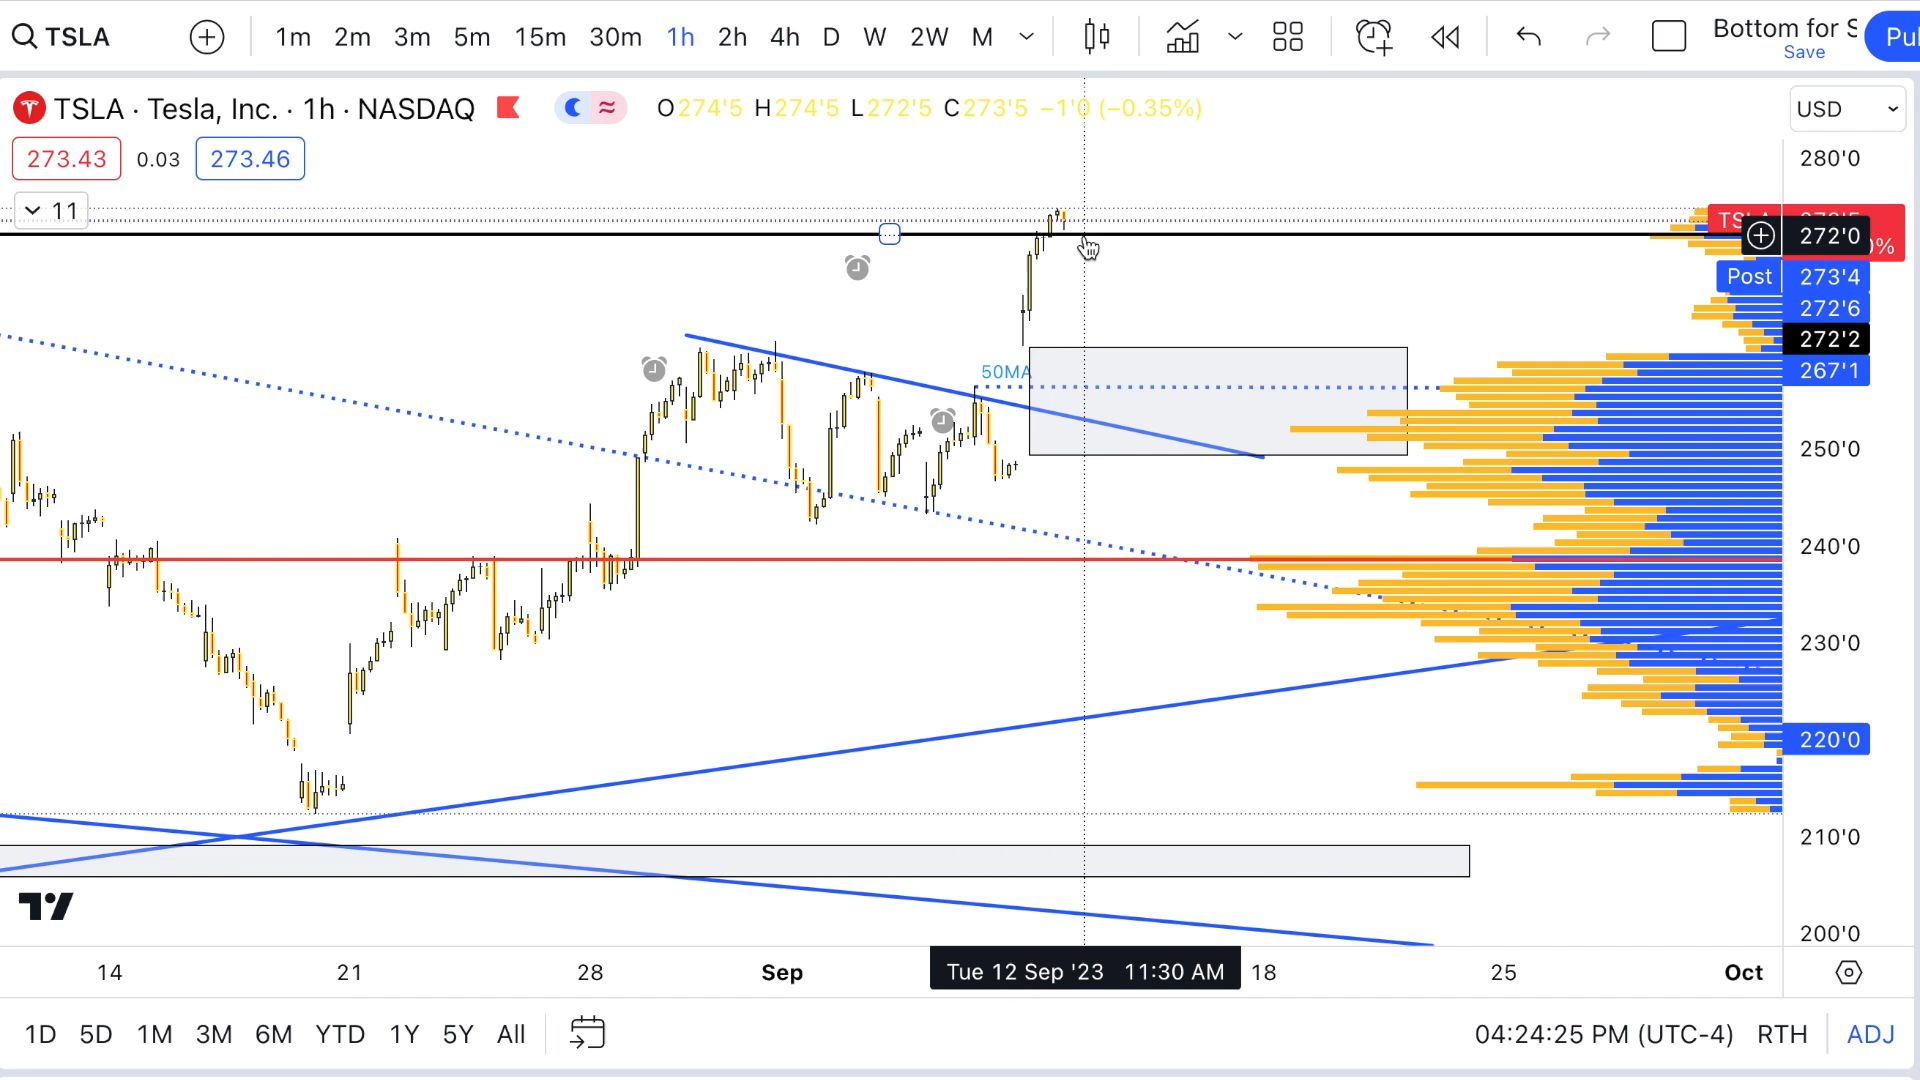 TSLA 1m 2m 3m 5m 15m 30m 1h 2h 4h D W 2W M Bottom for S Pul
Save
TSLA · Tesla, Inc. · 1h · NASDAQ O274'5 H274'5 L272'5 C273'5 −1'0 (−0.35%) USD
273.43 0.03 273.46
280'0
11
272'0
Post 273'4
272'6
272'2
50MA 267'1
250'0
240'0
230'0
220'0
210'0
200'0
14 21 28 Sep Tue 12 Sep '23 11:30 AM 18 25 Oct
1D 5D 1M 3M 6M YTD 1Y 5Y All 04:24:25 PM (UTC-4) RTH ADJ